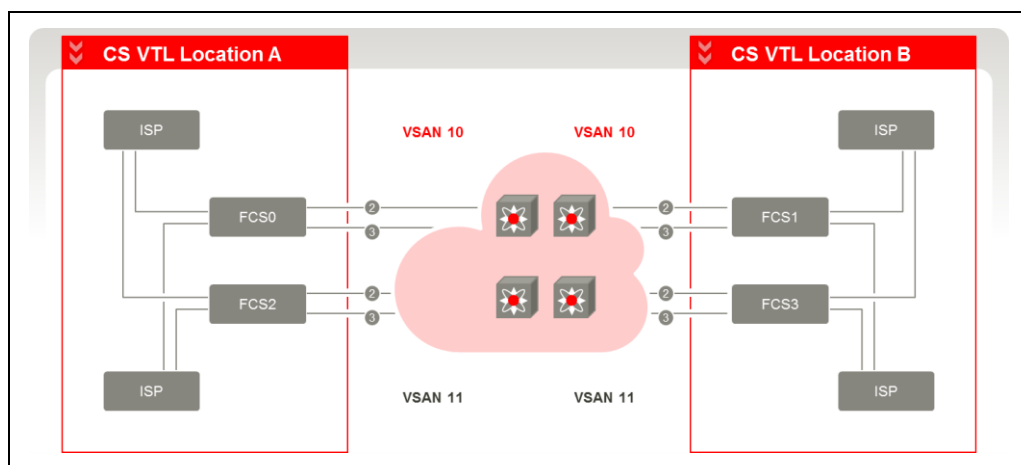 CS VTL Location A
CS VTL Location B
ISP
VSAN 10
VSAN 10
ISP
FCS0
2
3
2
3
FCS1
FCS2
2
3
2
3
FCS3
ISP
VSAN 11
VSAN 11
ISP